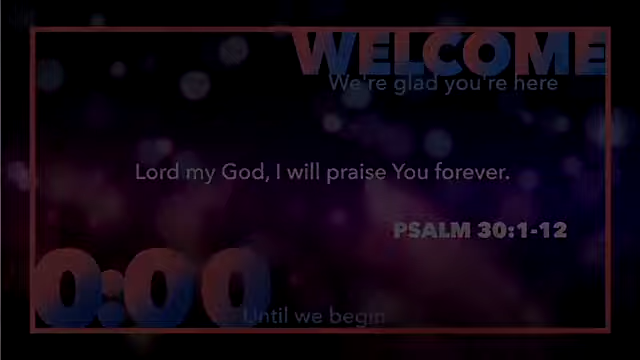 WELCOME
We're glad you're here
Lord my God, I will praise You forever.
PSALM 30:1-12
0:00
Until we begin